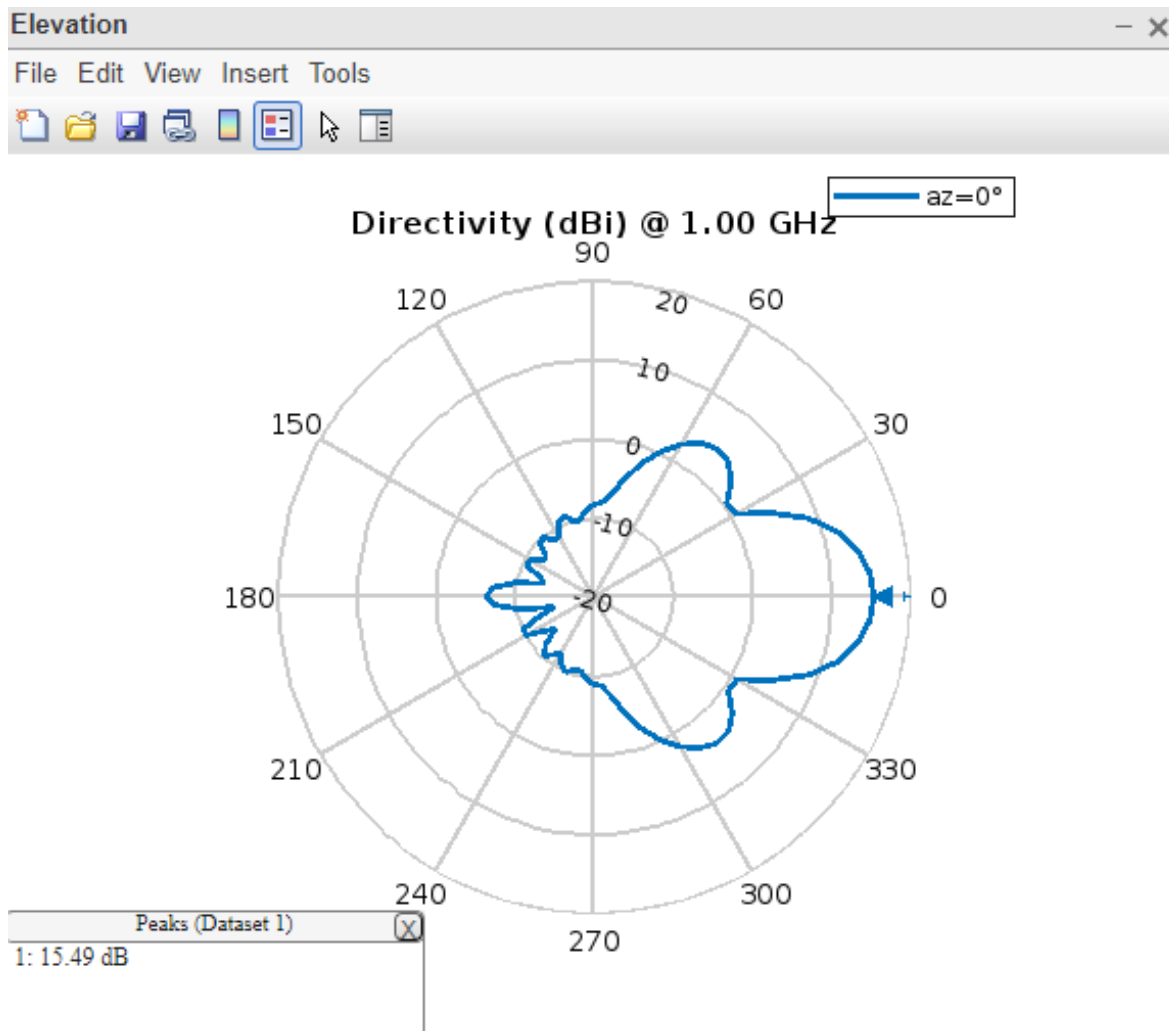 Elevation
File Edit View Insert Tools
az=0°
Directivity (dBi) @ 1.00 GHz
90
120
20
60
10
150
30
0
-10
180
-20
0
210
330
240
300
270
Peaks (Dataset 1) X
1: 15.49 dB